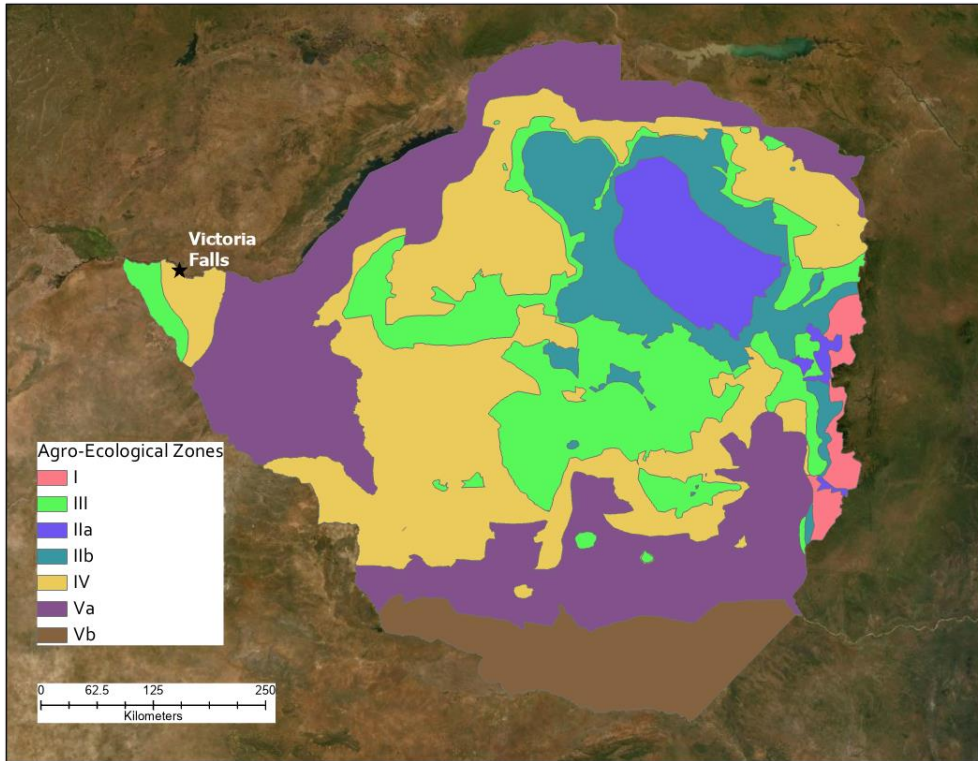 Victoria
Falls
Agro-Ecological Zones
I
III
IIa
IIb
IV
Va
Vb
0 62.5 125 250
Kilometers